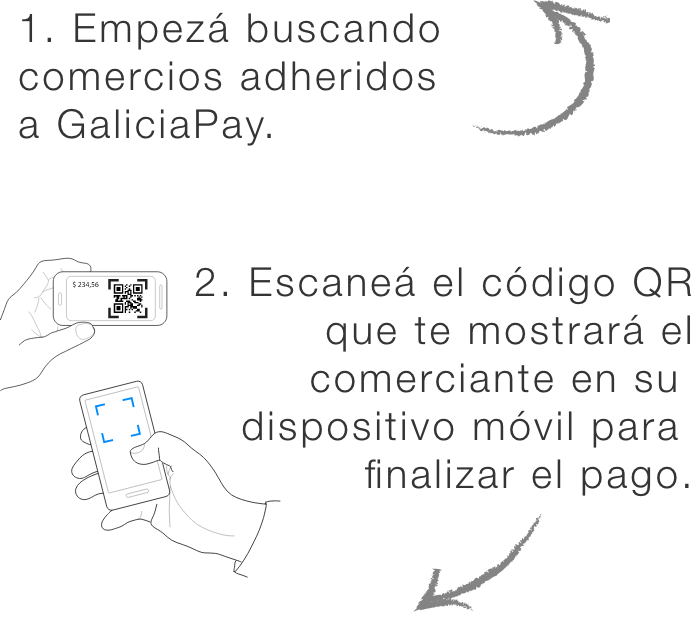 1. Empezá buscando
comercios adheridos
a GaliciaPay.
$ 234,56
2. Escaneá el código QR
que te mostrará el
comerciante en su
dispositivo móvil para
finalizar el pago.